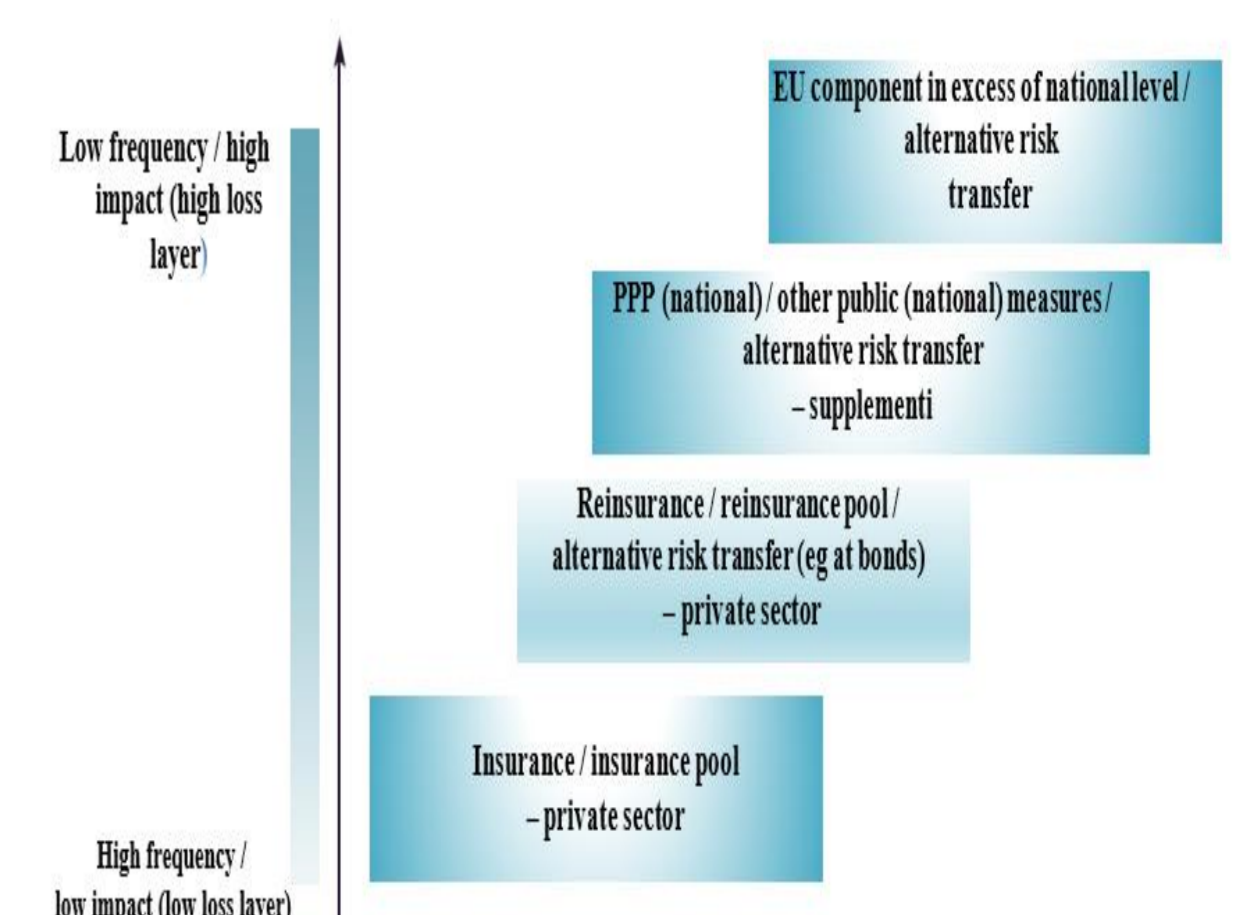 EU component in excess of national level /
alternative risk
transfer
Low frequency / high
impact (high loss
layer)
PPP (national) / other public (national) measures /
alternative risk transfer
– supplementi
Reinsurance / reinsurance pool /
alternative risk transfer (eg at bonds)
– private sector
Insurance / insurance pool
– private sector
High frequency /
low impact (low loss layer)